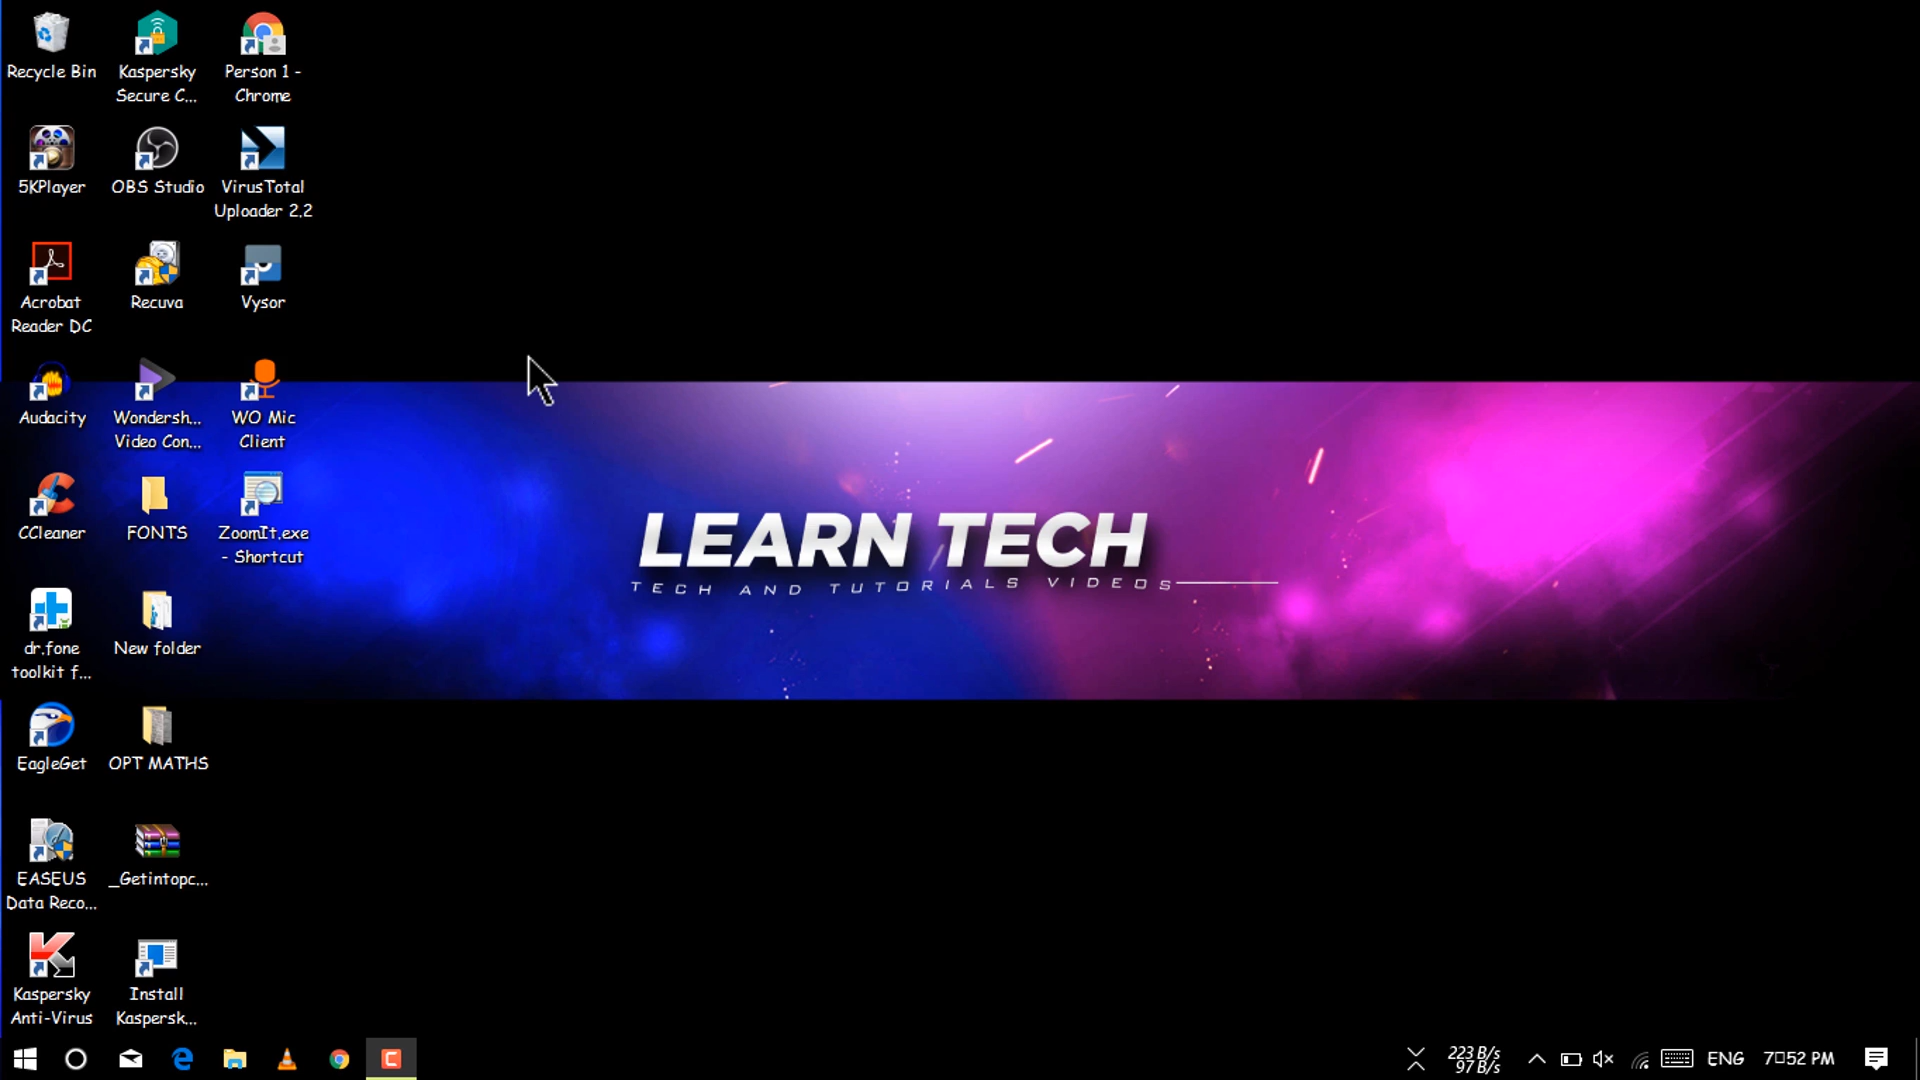 Recycle Bin
Kaspersky
Secure C...
Person 1 -
Chrome
5KPlayer
OBS Studio
VirusTotal
Uploader 2.2
Acrobat
Reader DC
Recuva
Vysor
Audacity
Wondersh...
Video Con...
WO Mic
Client
CCleaner
FONTS
ZoomIt.exe
- Shortcut
LEARN TECH
TECH AND TUTORIALS VIDEOS
dr.fone
toolkit f...
New folder
EagleGet
OPT MATHS
EASEUS
Data Reco...
_Getintopc...
Kaspersky
Anti-Virus
Install
Kaspersk...
223 B/s
97 B/s
ENG
7□52 PM